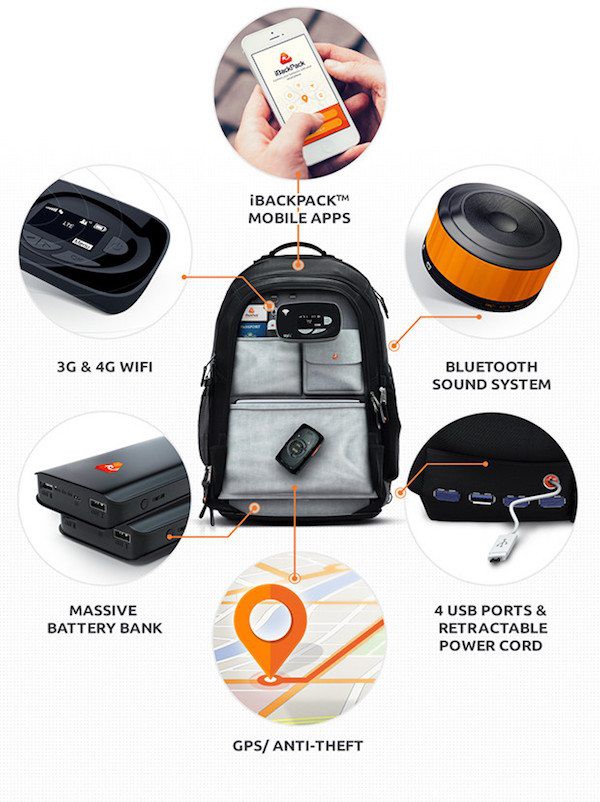 iBackPack
iBACKPACK™
MOBILE APPS
LTE
3G & 4G WIFI
PASSPORT
BLUETOOTH
SOUND SYSTEM
MASSIVE
BATTERY BANK
4 USB PORTS &
RETRACTABLE
POWER CORD
GPS/ ANTI-THEFT